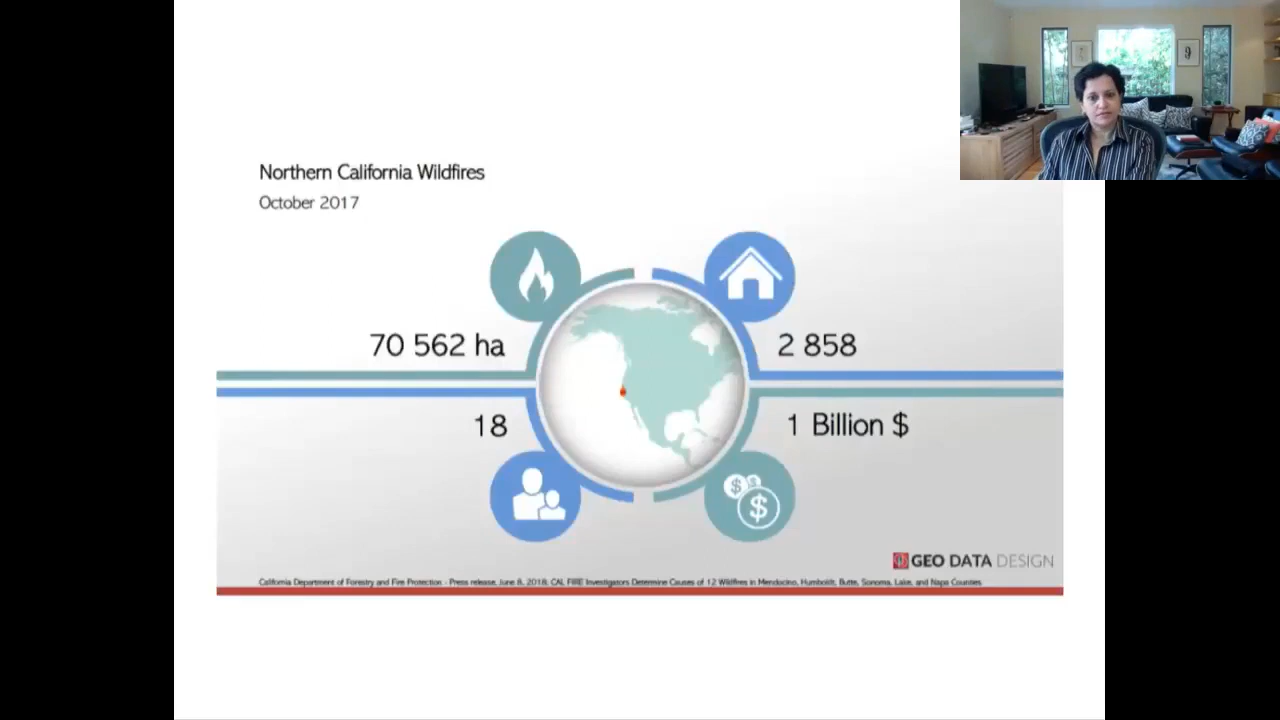 Northern California Wildfires
October 2017
70 562 ha
2 858
18
1 Billion $
GEO DATA DESIGN
California Department of Forestry and Fire Protection - Press release, June 8, 2018; CAL FIRE Investigators Determine Causes of 12 Wildfires in Mendocino, Humboldt, Butte, Sonoma, Lake, and Napa Counties